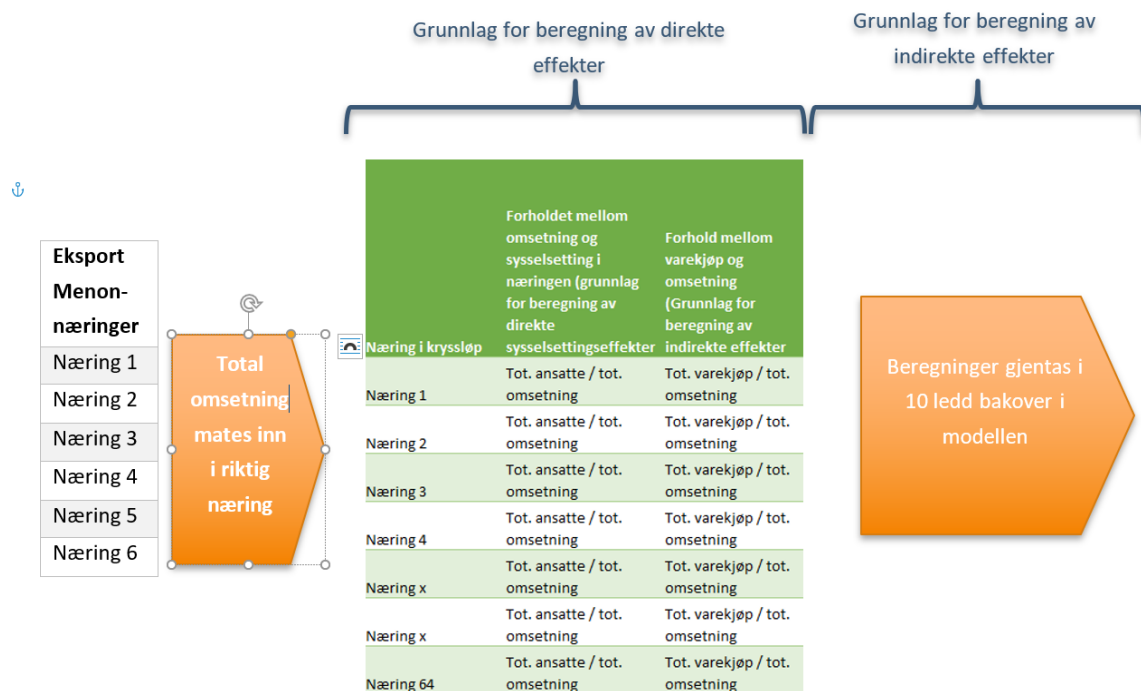 Grunnlag for beregning av direkte
effekter
Grunnlag for beregning av
indirekte effekter
Eksport
Menon-
næringer
Næring 1
Næring 2
Næring 3
Næring 4
Næring 5
Næring 6
Total
omsetning
mates inn
i riktig
næring
Næring i kryssløp
Forholdet mellom
omsetning og
sysselsetting i
næringen (grunnlag
for beregning av
direkte
sysselsettingseffekter
Forhold mellom
varekjøp og
omsetning
(Grunnlag for
beregning av
indirekte effekter
Næring 1
Tot. ansatte / tot.
omsetning
Tot. varekjøp / tot.
omsetning
Næring 2
Tot. ansatte / tot.
omsetning
Tot. varekjøp / tot.
omsetning
Næring 3
Tot. ansatte / tot.
omsetning
Tot. varekjøp / tot.
omsetning
Næring 4
Tot. ansatte / tot.
omsetning
Tot. varekjøp / tot.
omsetning
Næring x
Tot. ansatte / tot.
omsetning
Tot. varekjøp / tot.
omsetning
Næring x
Tot. ansatte / tot.
omsetning
Tot. varekjøp / tot.
omsetning
Næring 64
Tot. ansatte / tot.
omsetning
Tot. varekjøp / tot.
omsetning
Beregninger gjentas i
10 ledd bakover i
modellen